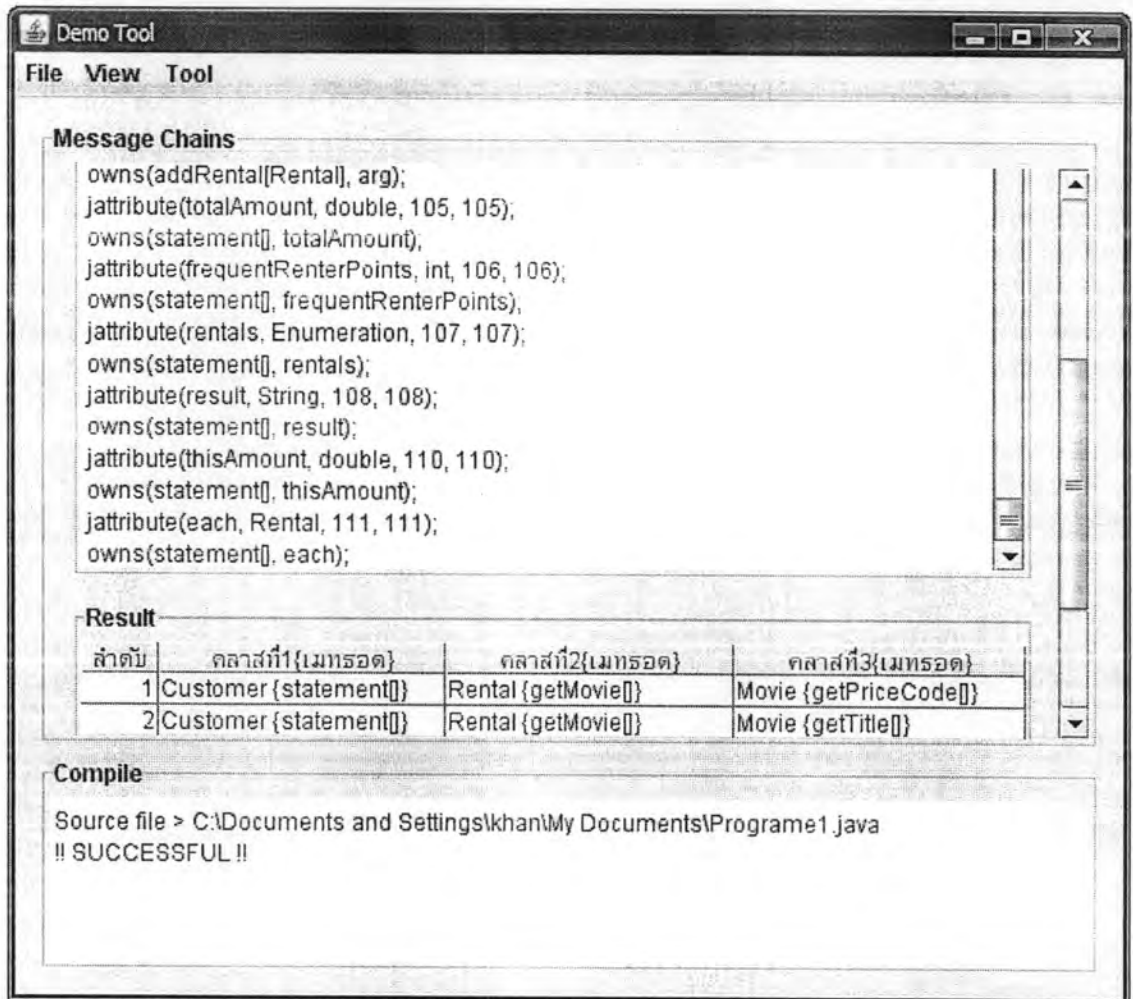 Demo Tool
File View Tool
Message Chains
owns(addRental[Rental], arg);
jattribute(totalAmount, double, 105, 105);
owns(statement[], totalAmount);
jattribute(frequentRenterPoints, int, 106, 106);
owns(statement[], frequentRenterPoints);
jattribute(rentals, Enumeration, 107, 107);
owns(statement[], rentals);
jattribute(result, String, 108, 108);
owns(statement[], result);
jattribute(thisAmount, double, 110, 110);
owns(statement[], thisAmount);
jattribute(each, Rental, 111, 111);
owns(statement[], each);
Result
ลำดับ คลาสที่1{เมทธอด} คลาสที่2{เมทธอด} คลาสที่3{เมทธอด}
1 Customer {statement[]} Rental {getMovie[]} Movie {getPriceCode[]}
2 Customer {statement[]} Rental {getMovie[]} Movie {getTitle[]}
Compile
Source file > C:\Documents and Settings\khan\My Documents\Programe1.java
!! SUCCESSFUL !!